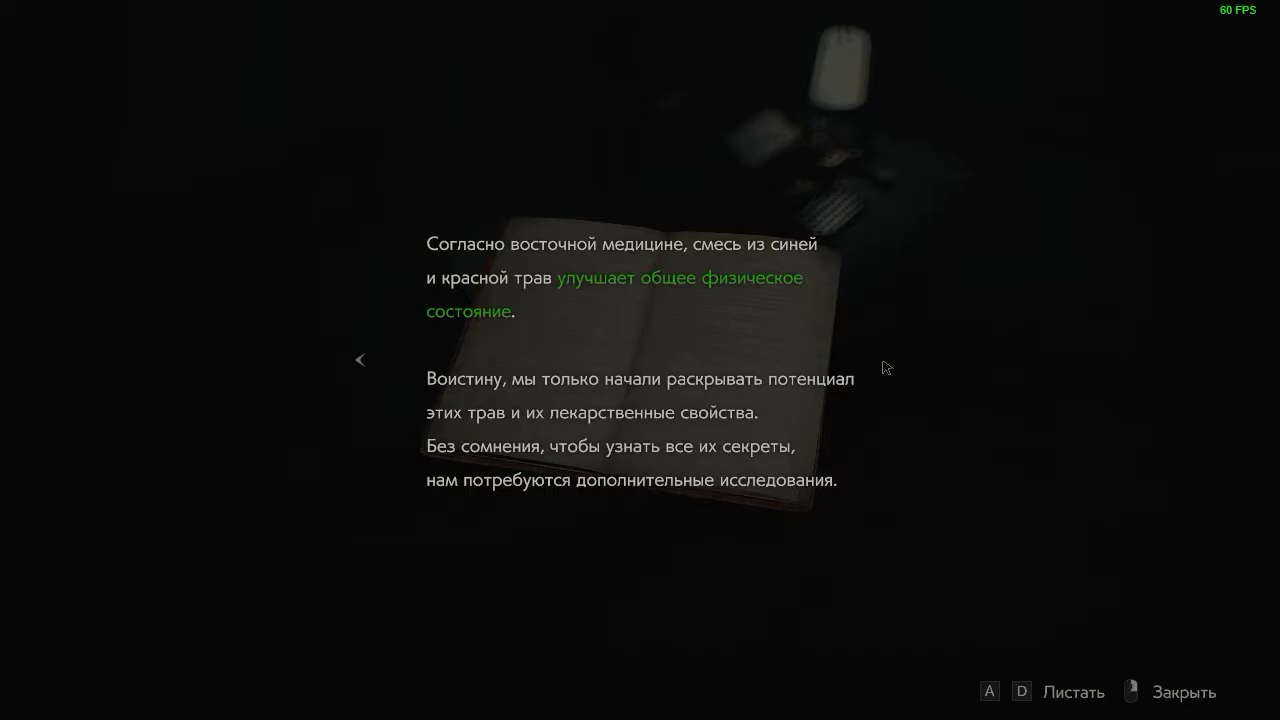 60 FPS
Согласно восточной медицине, смесь из синей
и красной трав улучшает общее физическое
состояние.
Воистину, мы только начали раскрывать потенциал
этих трав и их лекарственные свойства.
Без сомнения, чтобы узнать все их секреты,
нам потребуются дополнительные исследования.
A D Листать Закрыть